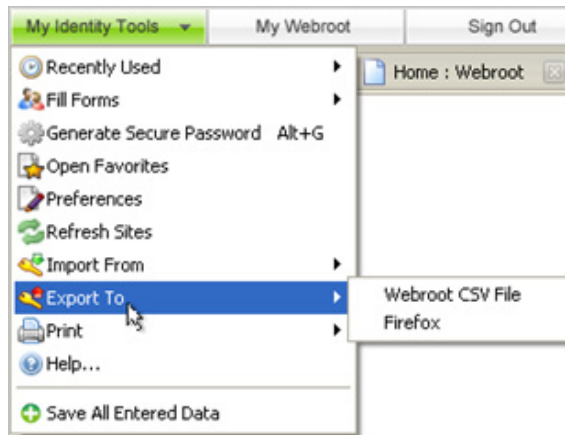 My Identity Tools My Webroot Sign Out
Recently Used
Home : Webroot
Fill Forms
Generate Secure Password Alt+G
Open Favorites
Preferences
Refresh Sites
Import From
Export To
Webroot CSV File
Firefox
Print
Help...
Save All Entered Data